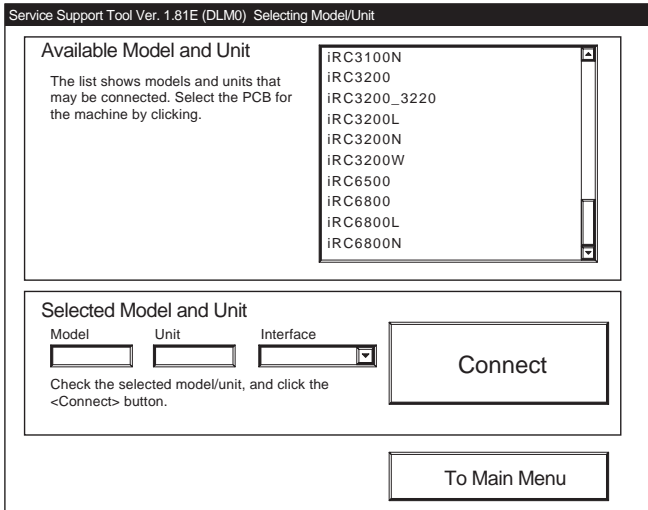 Service Support Tool Ver. 1.81E (DLM0)  Selecting Model/Unit
Available Model and Unit
The list shows models and units that
may be connected. Select the PCB for
the machine by clicking.
iRC3100N
iRC3200
iRC3200_3220
iRC3200L
iRC3200N
iRC3200W
iRC6500
iRC6800
iRC6800L
iRC6800N
Selected Model and Unit
Model Unit Interface
Check the selected model/unit, and click the
<Connect> button.
Connect
To Main Menu